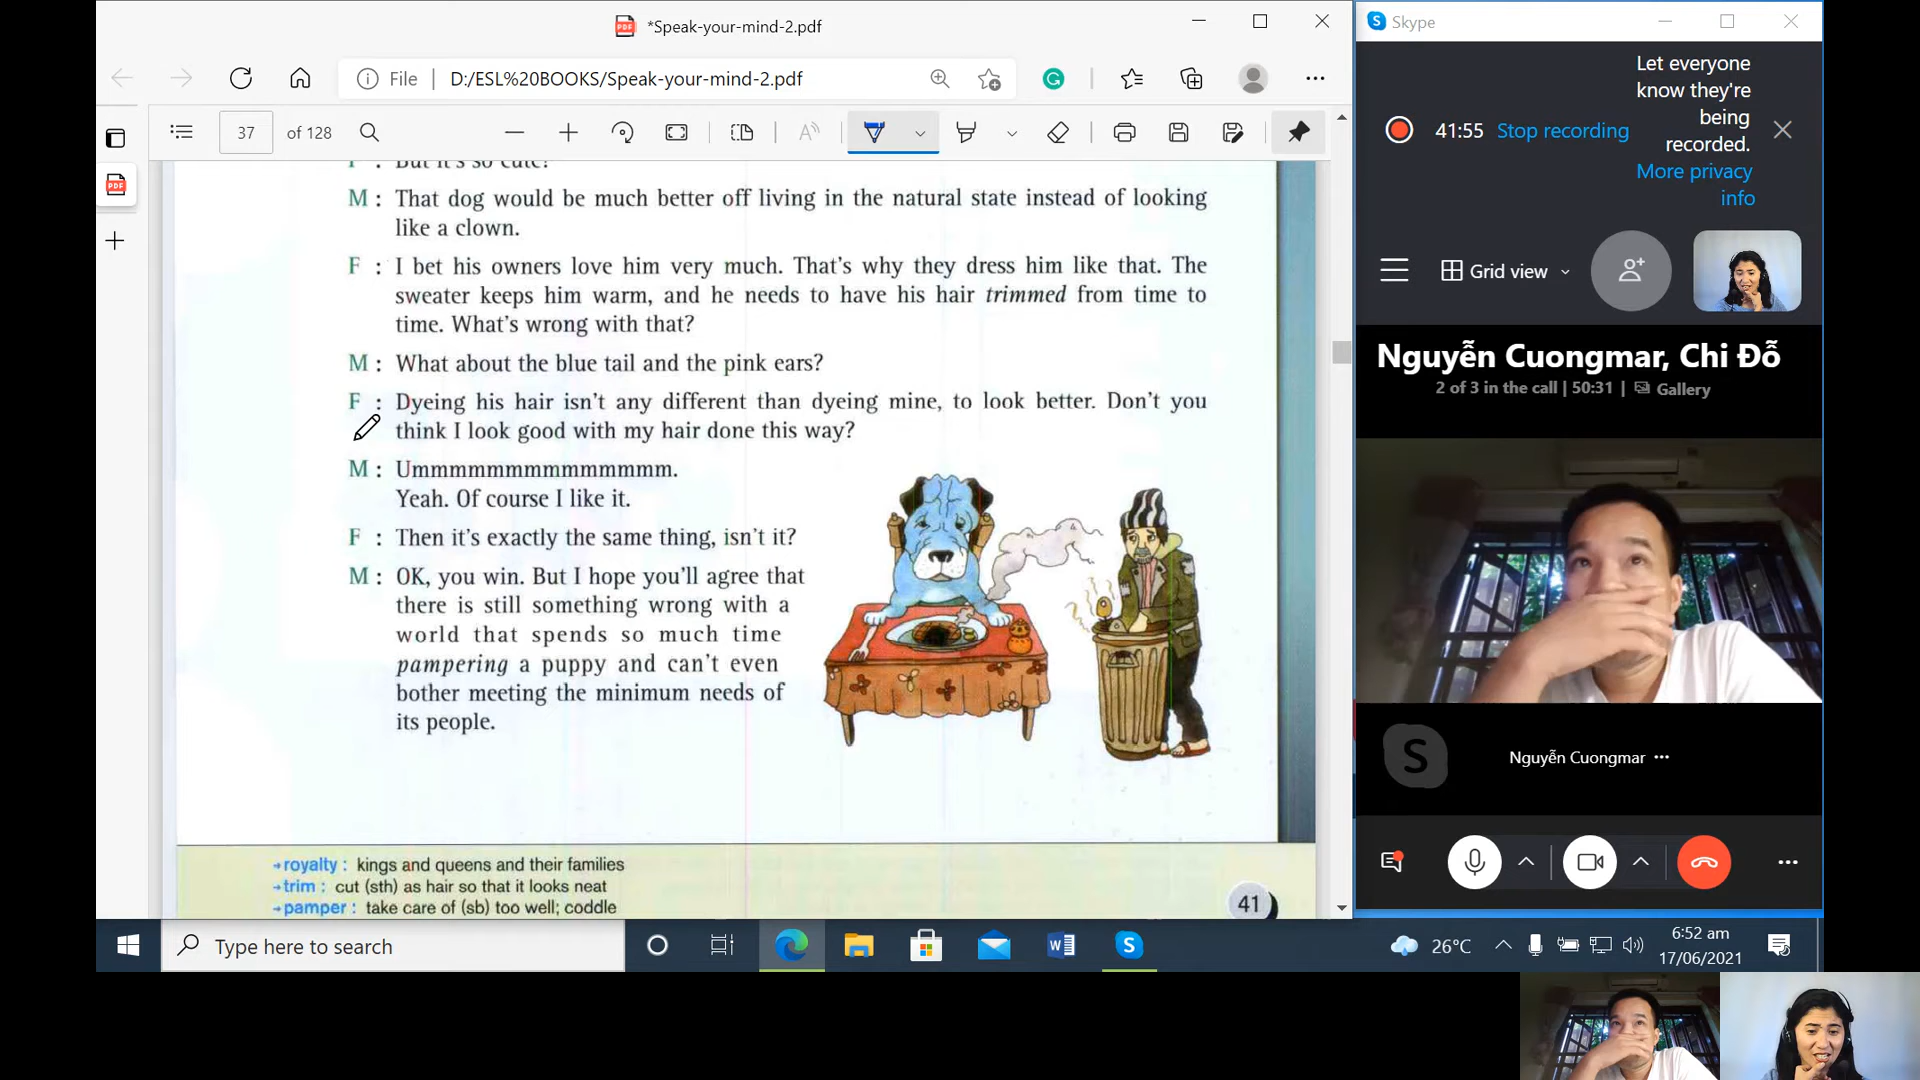 *Speak-your-mind-2.pdf
File
D:/ESL%20BOOKS/Speak-your-mind-2.pdf
37 of 128
F : But it's so cute!
M : That dog would be much better off living in the natural state instead of looking
like a clown.
F : I bet his owners love him very much. That's why they dress him like that. The
sweater keeps him warm, and he needs to have his hair trimmed from time to
time. What's wrong with that?
M : What about the blue tail and the pink ears?
F : Dyeing his hair isn't any different than dyeing mine, to look better. Don't you
think I look good with my hair done this way?
M : Ummmmmmmmmmmmmm.
Yeah. Of course I like it.
F : Then it's exactly the same thing, isn't it?
M : OK, you win. But I hope you'll agree that
there is still something wrong with a
world that spends so much time
pampering a puppy and can't even
bother meeting the minimum needs of
its people.
→royalty : kings and queens and their families
→trim : cut (sth) as hair so that it looks neat
→pamper : take care of (sb) too well; coddle
41
Type here to search
Skype
41:55 Stop recording
Let everyone
know they're
being
recorded.
More privacy
info
Grid view
Nguyễn Cuongmar, Chi Đỗ
2 of 3 in the call | 50:31 | Gallery
Nguyễn Cuongmar •••
26°C
6:52 am
17/06/2021